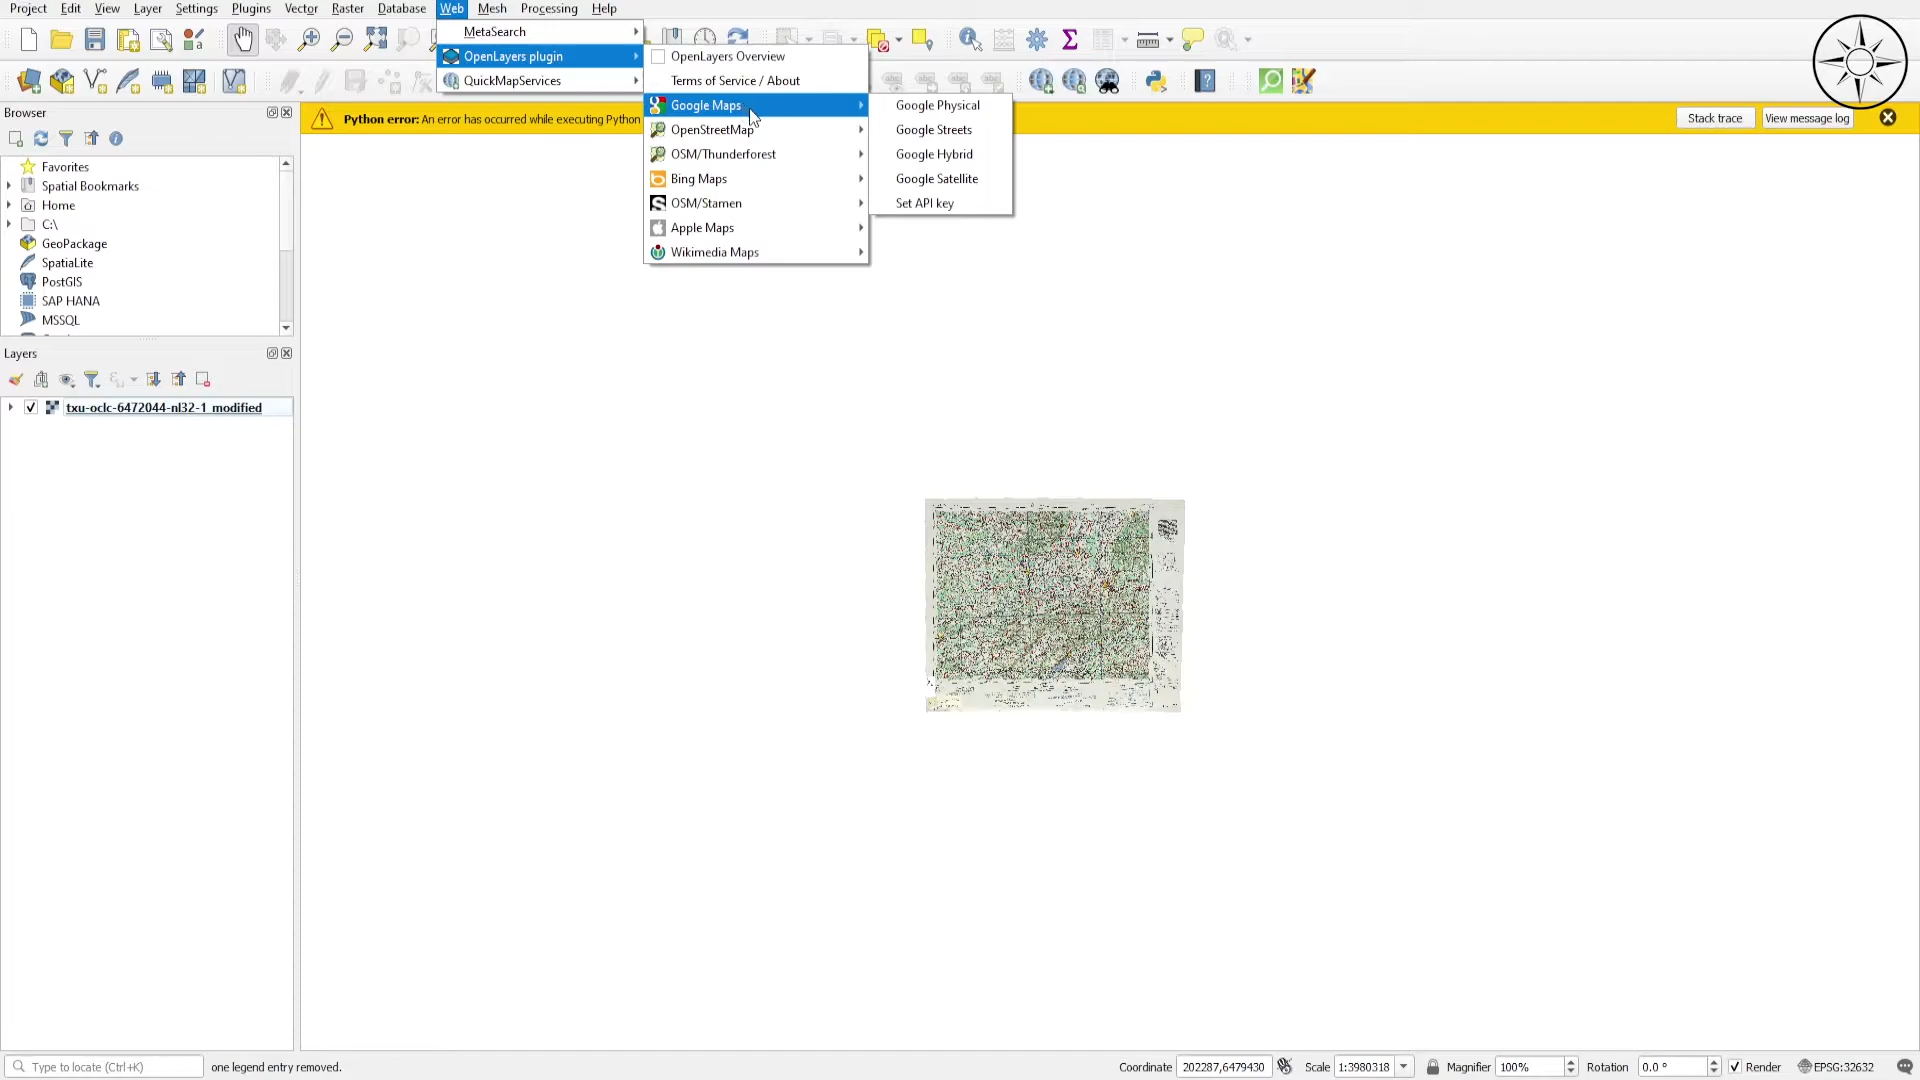 Project Edit View Layer Settings Plugins Vector Raster Database Web Mesh Processing Help
MetaSearch
OpenLayers plugin
QuickMapServices
OpenLayers Overview
Terms of Service / About
Google Maps
OpenStreetMap
OSM/Thunderforest
Bing Maps
OSM/Stamen
Apple Maps
Wikimedia Maps
Google Physical
Google Streets
Google Hybrid
Google Satellite
Set API key
Python error: An error has occurred while executing Python
Stack trace
View message log
Browser
Favorites
Spatial Bookmarks
Home
C:\
GeoPackage
SpatiaLite
PostGIS
SAP HANA
MSSQL
Layers
txu-oclc-6472044-nl32-1_modified
Type to locate (Ctrl+K)
one legend entry removed.
Coordinate 202287,6479430
Scale 1:3980318
Magnifier 100%
Rotation 0.0 °
Render
EPSG:32632